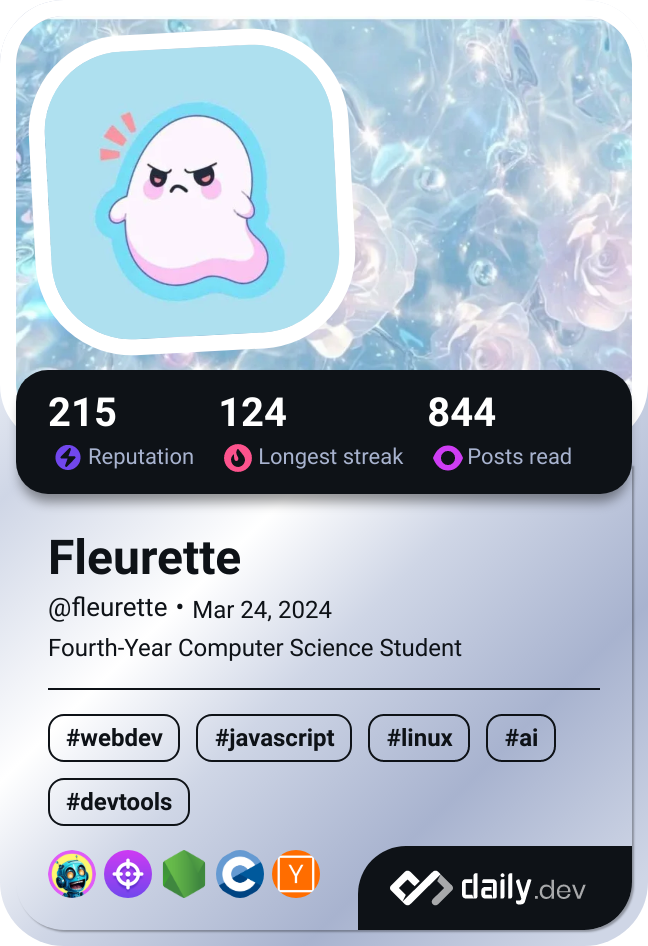 215 124 844
Reputation Longest streak Posts read
Fleurette
@fleurette • Mar 24, 2024
Fourth-Year Computer Science Student
#webdev #javascript #linux #ai
#devtools
C Y
daily.dev